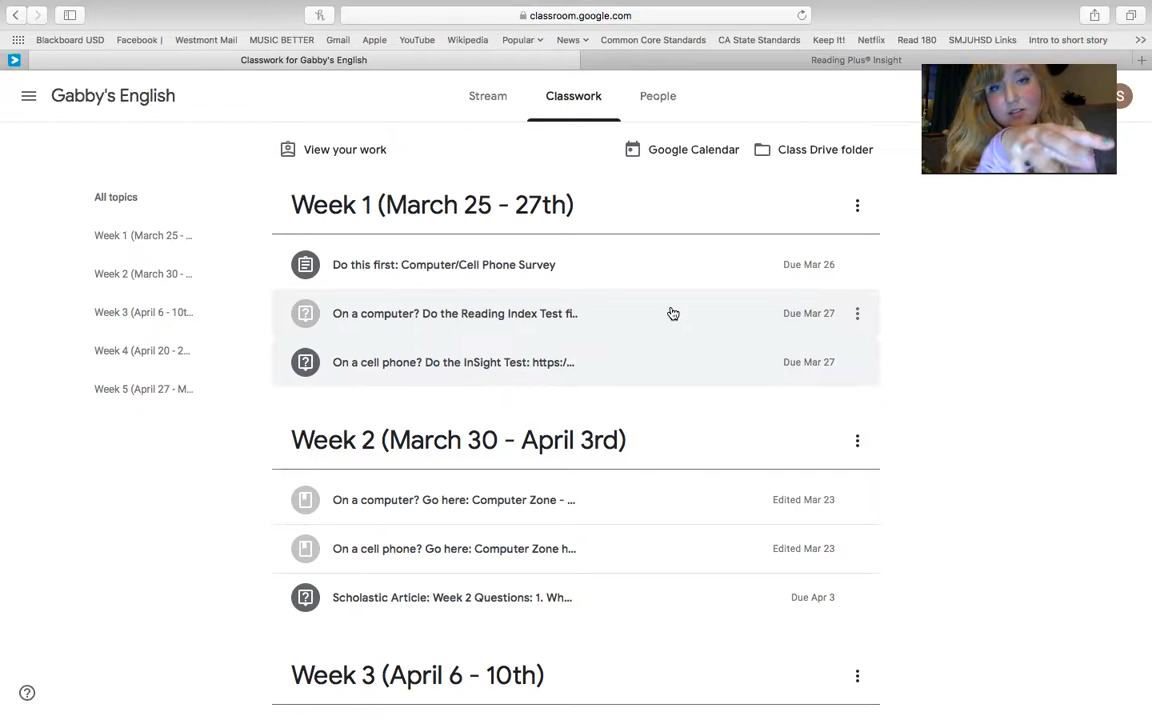 classroom.google.com
Blackboard USD Facebook | Westmont Mail MUSIC BETTER Gmail Apple YouTube Wikipedia Popular News Common Core Standards CA State Standards Keep It! Netflix Read 180 SMJUHSD Links Intro to short story >>
Classwork for Gabby's English Reading Plus® Insight
Gabby's English Stream Classwork People S
View your work Google Calendar Class Drive folder
All topics
Week 1 (March 25 - ...
Week 2 (March 30 - ...
Week 3 (April 6 - 10t...
Week 4 (April 20 - 2...
Week 5 (April 27 - M...
Week 1 (March 25 - 27th)
Do this first: Computer/Cell Phone Survey Due Mar 26
On a computer? Do the Reading Index Test fi.. Due Mar 27
On a cell phone? Do the InSight Test: https:/... Due Mar 27
Week 2 (March 30 - April 3rd)
On a computer? Go here: Computer Zone - ... Edited Mar 23
On a cell phone? Go here: Computer Zone h... Edited Mar 23
Scholastic Article: Week 2 Questions: 1. Wh... Due Apr 3
Week 3 (April 6 - 10th)